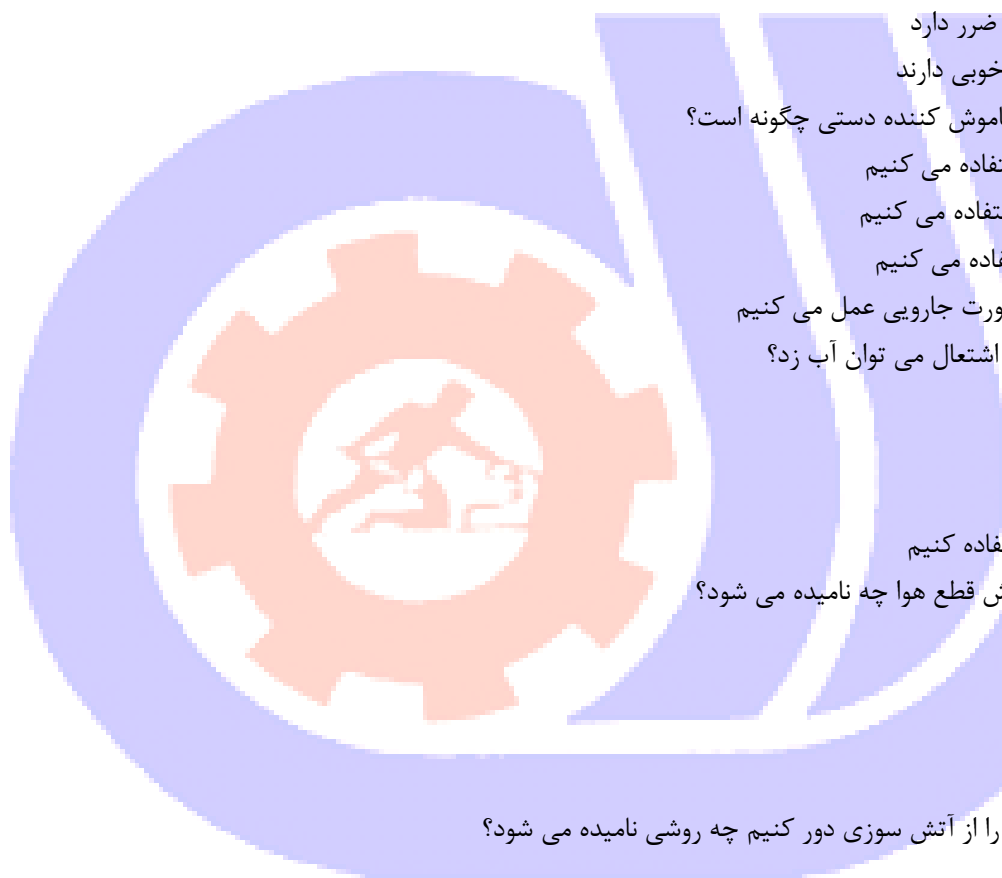 ضرر دارد
خوبی دارند
اموش کننده دستی چگونه است؟
تفاده می کنیم
تفاده می کنیم
فاده می کنیم
ورت جارویی عمل می کنیم
اشتعال می توان آب زد؟
فاده کنیم
ش قطع هوا چه نامیده می شود؟
را از آتش سوزی دور کنیم چه روشی نامیده می شود؟